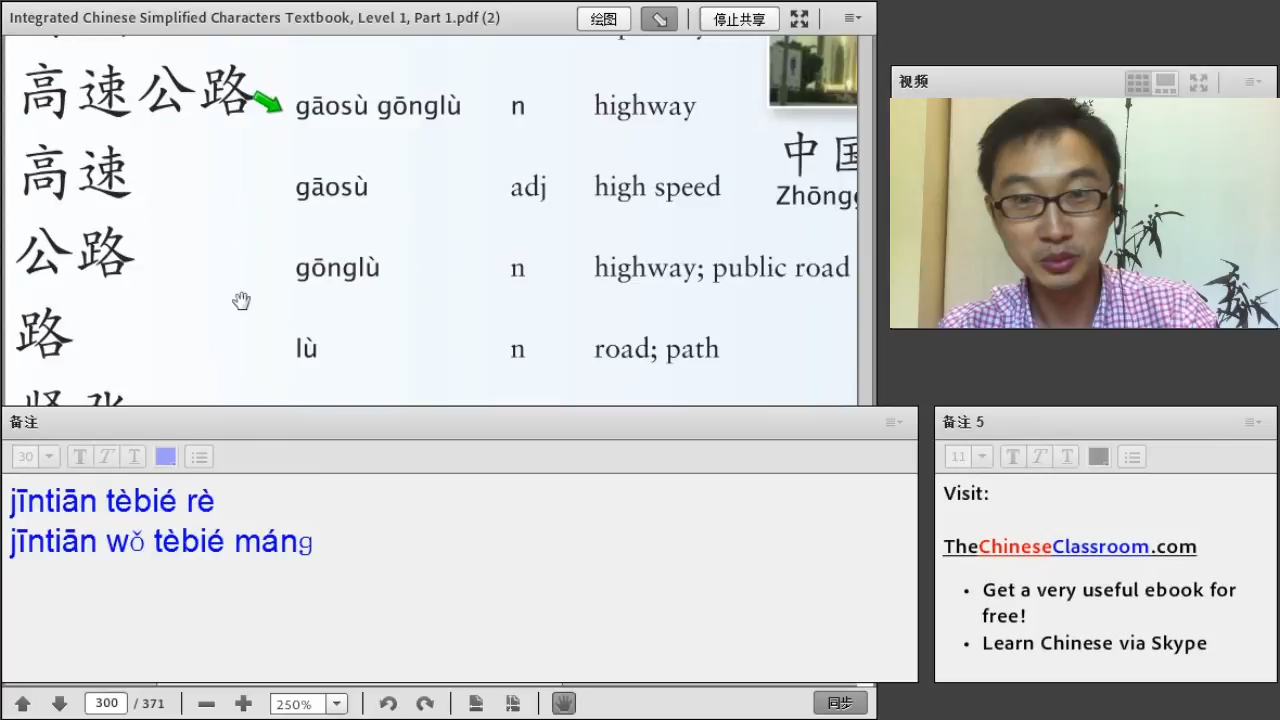 Integrated Chinese Simplified Characters Textbook, Level 1, Part 1.pdf (2)
绘图
停止共享
高速公路 gāosù gōnglù n highway
高速 gāosù adj high speed
公路 gōnglù n highway; public road
路 lù n road; path
中国
Zhōngg
视频
备注
30
T T T
jīntiān tèbié rè
jīntiān wǒ tèbié máng
备注 5
11
T T T
Visit:
TheChineseClassroom.com
• Get a very useful ebook for
free!
• Learn Chinese via Skype
300 / 371
250%
同步